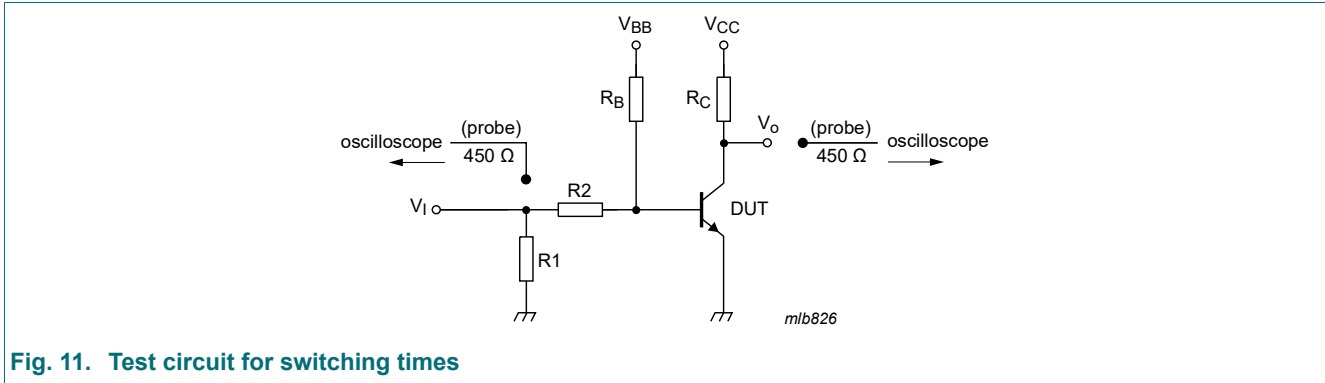 VBB
VCC
RB
RC
Vo
oscilloscope
(probe)
450 Ω
(probe)
450 Ω
oscilloscope
VI
R2
DUT
R1
mlb826
Fig. 11. Test circuit for switching times